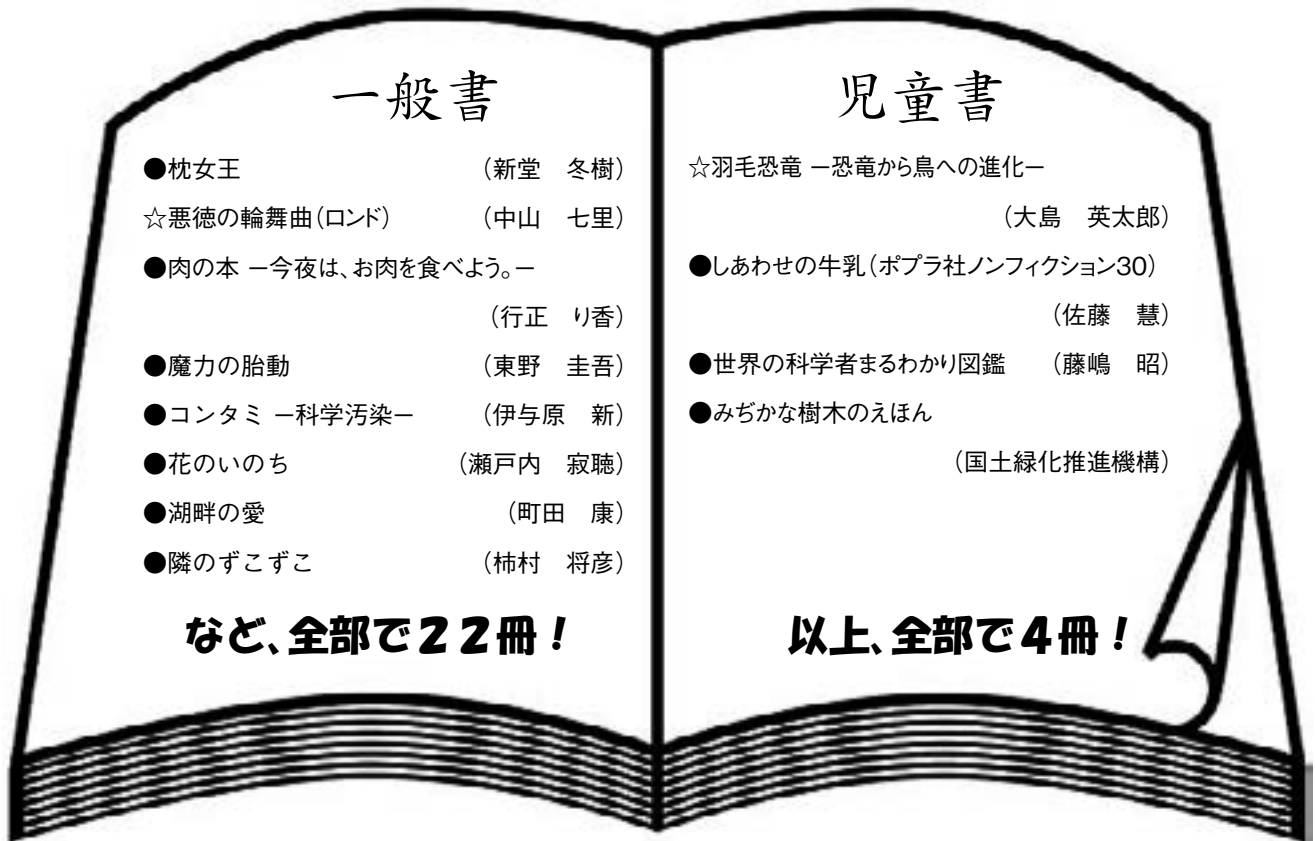 一般書
●枕女王 (新堂 冬樹)
☆悪徳の輪舞曲(ロンド) (中山 七里)
●肉の本 －今夜は、お肉を食べよう。－
(行正 り香)
●魔力の胎動 (東野 圭吾)
●コンタミ －科学汚染－ (伊与原 新)
●花のいのち (瀬戸内 寂聴)
●湖畔の愛 (町田 康)
●隣のずこずこ (柿村 将彦)
など、全部で22冊！
児童書
☆羽毛恐竜 －恐竜から鳥への進化－
(大島 英太郎)
●しあわせの牛乳(ポプラ社ノンフィクション30)
(佐藤 慧)
●世界の科学者まるわかり図鑑 (藤嶋 昭)
●みぢかな樹木のえほん
(国土緑化推進機構)
以上、全部で4冊！